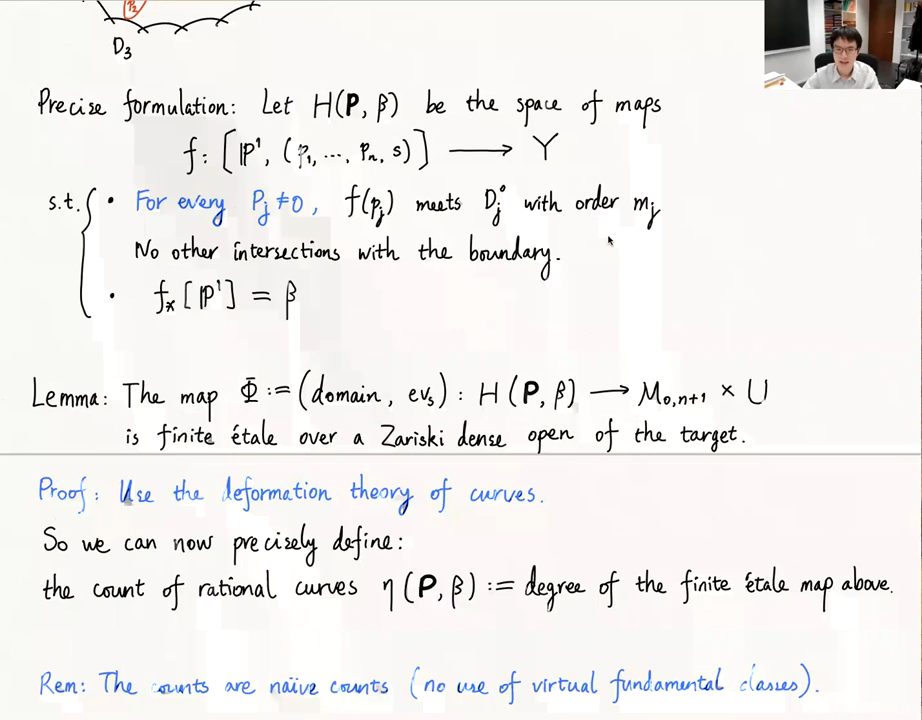 P₂
D₃
Precise formulation: Let H(P, β) be the space of maps
f: [ℙ¹, (p₁, ..., pₙ, s)] ⟶ Y
s.t. { • For every Pⱼ ≠ 0, f(pⱼ) meets Dⱼ° with order mⱼ
No other intersections with the boundary.
• f_*[ℙ¹] = β
Lemma: The map Φ := (domain, evₛ) : H(P, β) ⟶ M₀,ₙ₊₁ × U
is finite étale over a Zariski dense open of the target.
Proof: Use the deformation theory of curves.
So we can now precisely define:
the count of rational curves η(P, β) := degree of the finite étale map above.
Rem: The counts are naïve counts (no use of virtual fundamental classes).